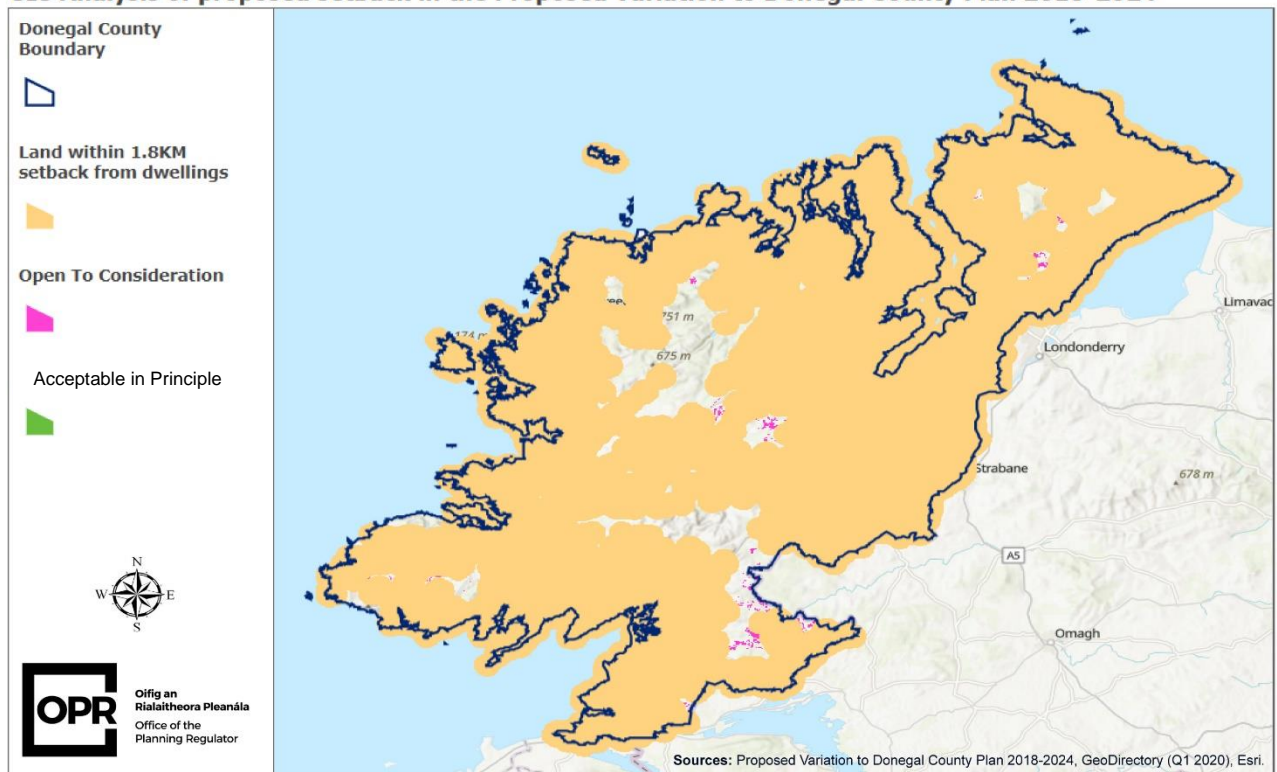 Donegal County
Boundary
Land within 1.8KM
setback from dwellings
Open To Consideration
Acceptable in Principle
N
W
E
S
OPR
Oifig an
Rialaitheora Pleanála
Office of the
Planning Regulator
751 m
675 m
174 m
Limavac
Londonderry
Strabane
678 m
A5
Omagh
Sources: Proposed Variation to Donegal County Plan 2018-2024, GeoDirectory (Q1 2020), Esri.